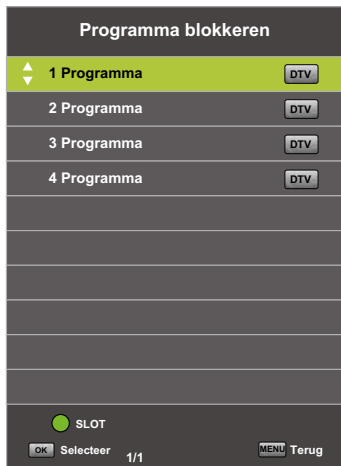 Programma blokkeren
1 Programma DTV
2 Programma DTV
3 Programma DTV
4 Programma DTV
SLOT
OK Selecteer 1/1 MENU Terug